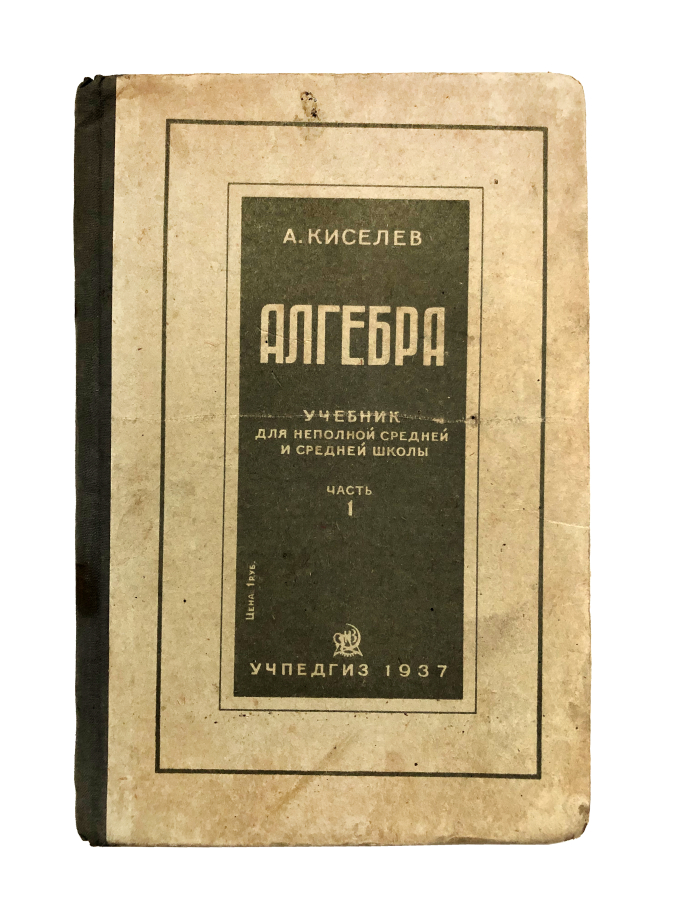 А. КИСЕЛЕВ
АЛГЕБРА
УЧЕБНИК
ДЛЯ НЕПОЛНОЙ СРЕДНЕЙ
И СРЕДНЕЙ ШКОЛЫ
ЧАСТЬ
1
ЦЕНА 1 РУБ.
УЧПЕДГИЗ 1937